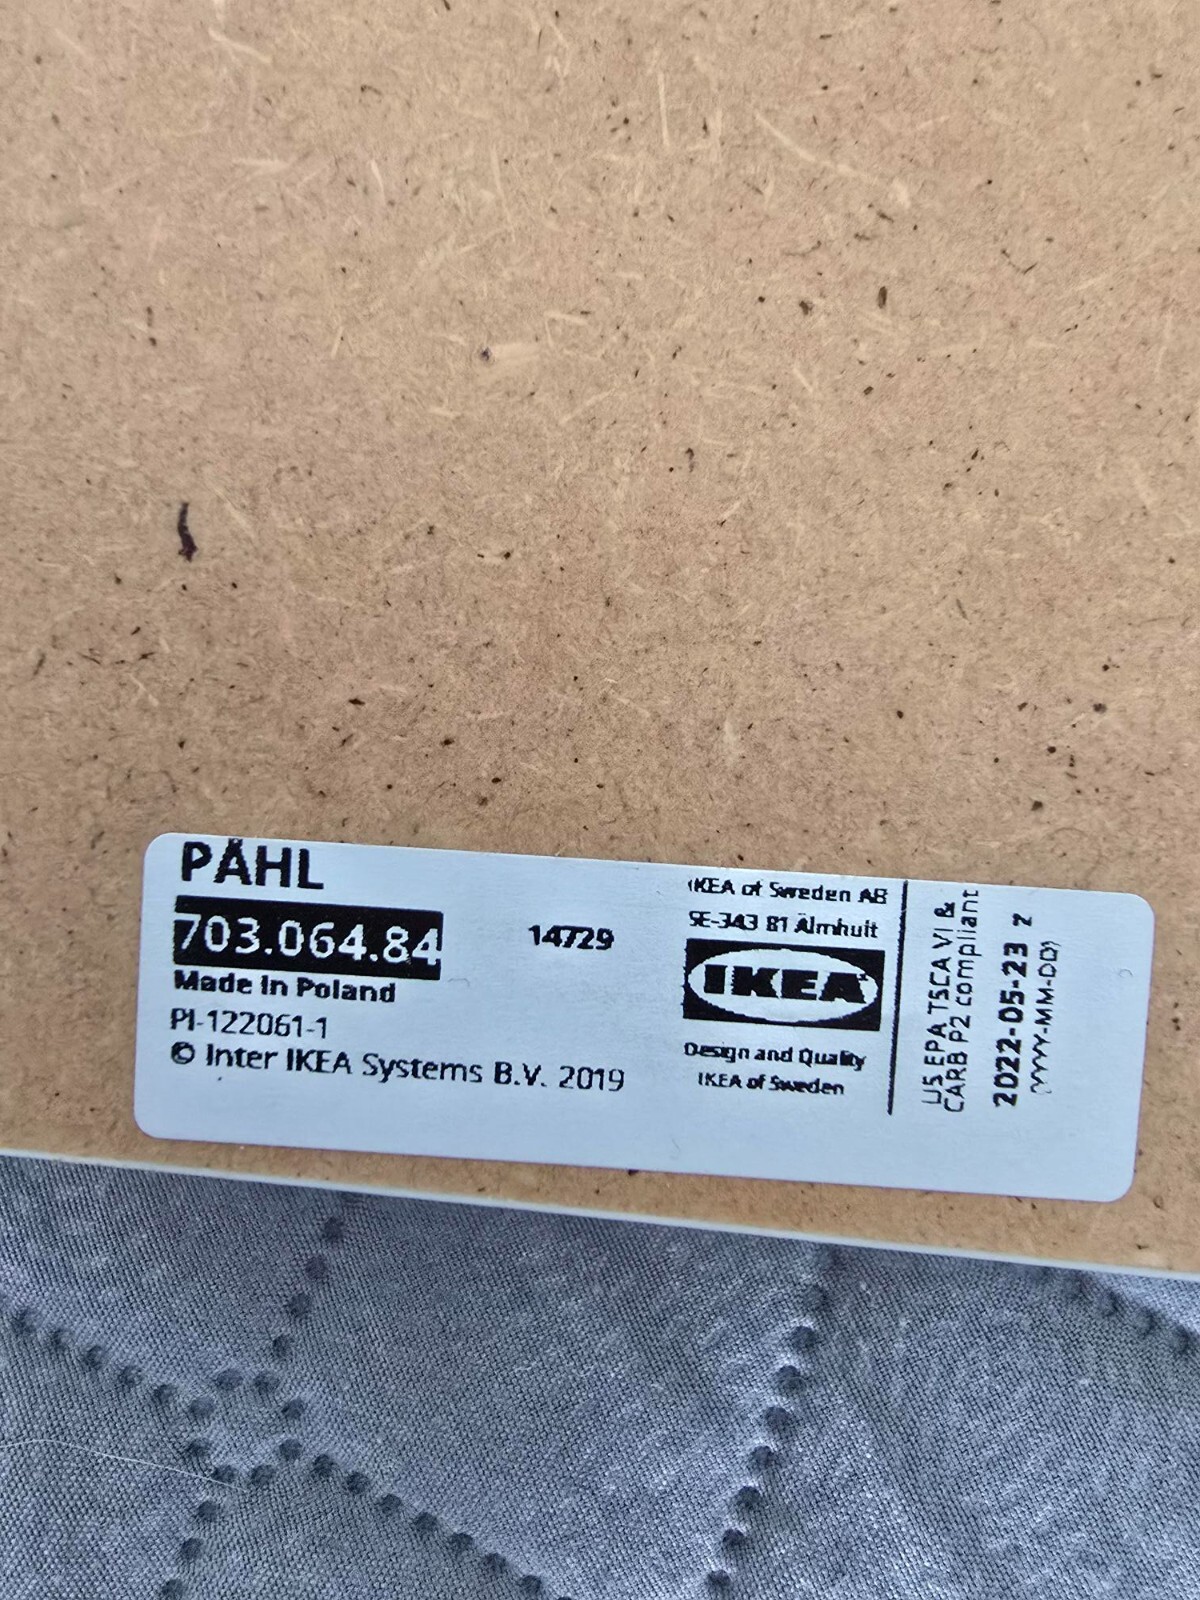 PÅHL
703.064.84
14729
Made in Poland
PI-122061-1
© Inter IKEA Systems B.V. 2019
IKEA of Sweden AB
SE-343 81 Älmhult
IKEA
Design and Quality
IKEA of Sweden
US EPA TSCA VI &
CARB P2 compliant
2022-05-23 Z
(YYYY-MM-DD)